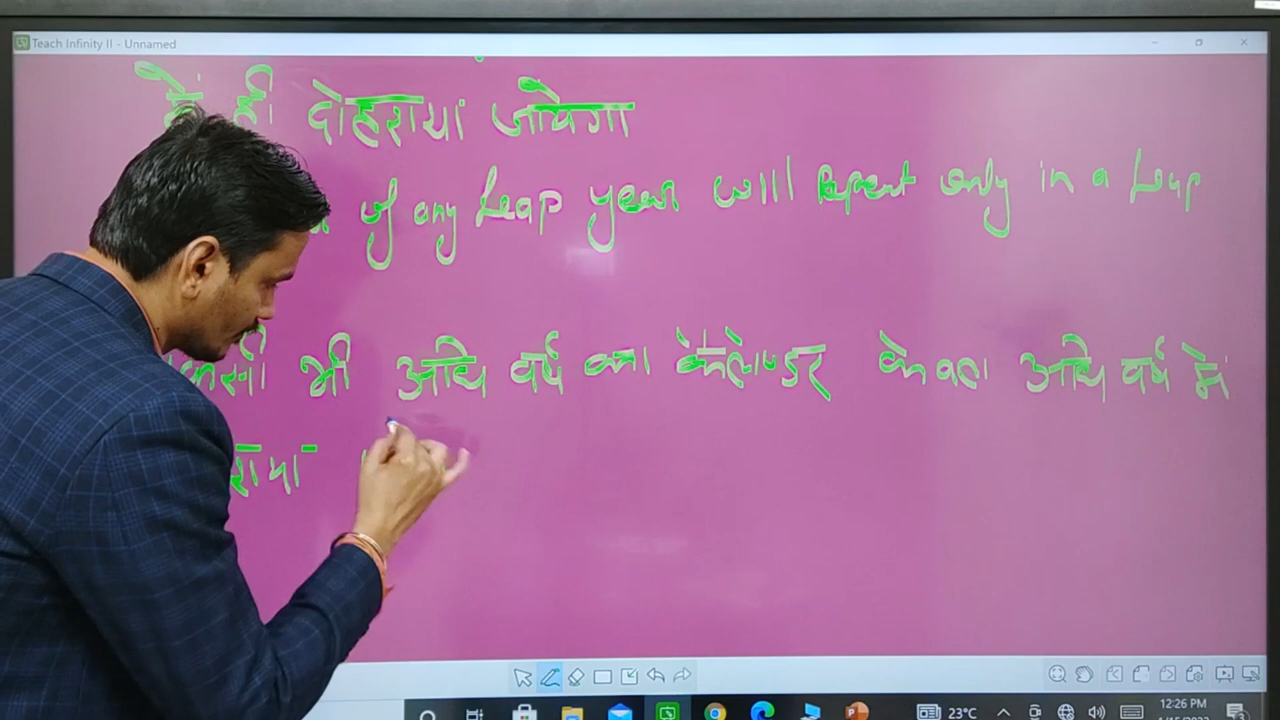 Teach Infinity II - Unnamed
में ही दोहराया जायेगा
of any Leap year will Repeat only in a Leap
किसी भी अधि वर्ष का कैलेण्डर केवल अधि वर्ष में
राया
23°C
12:26 PM